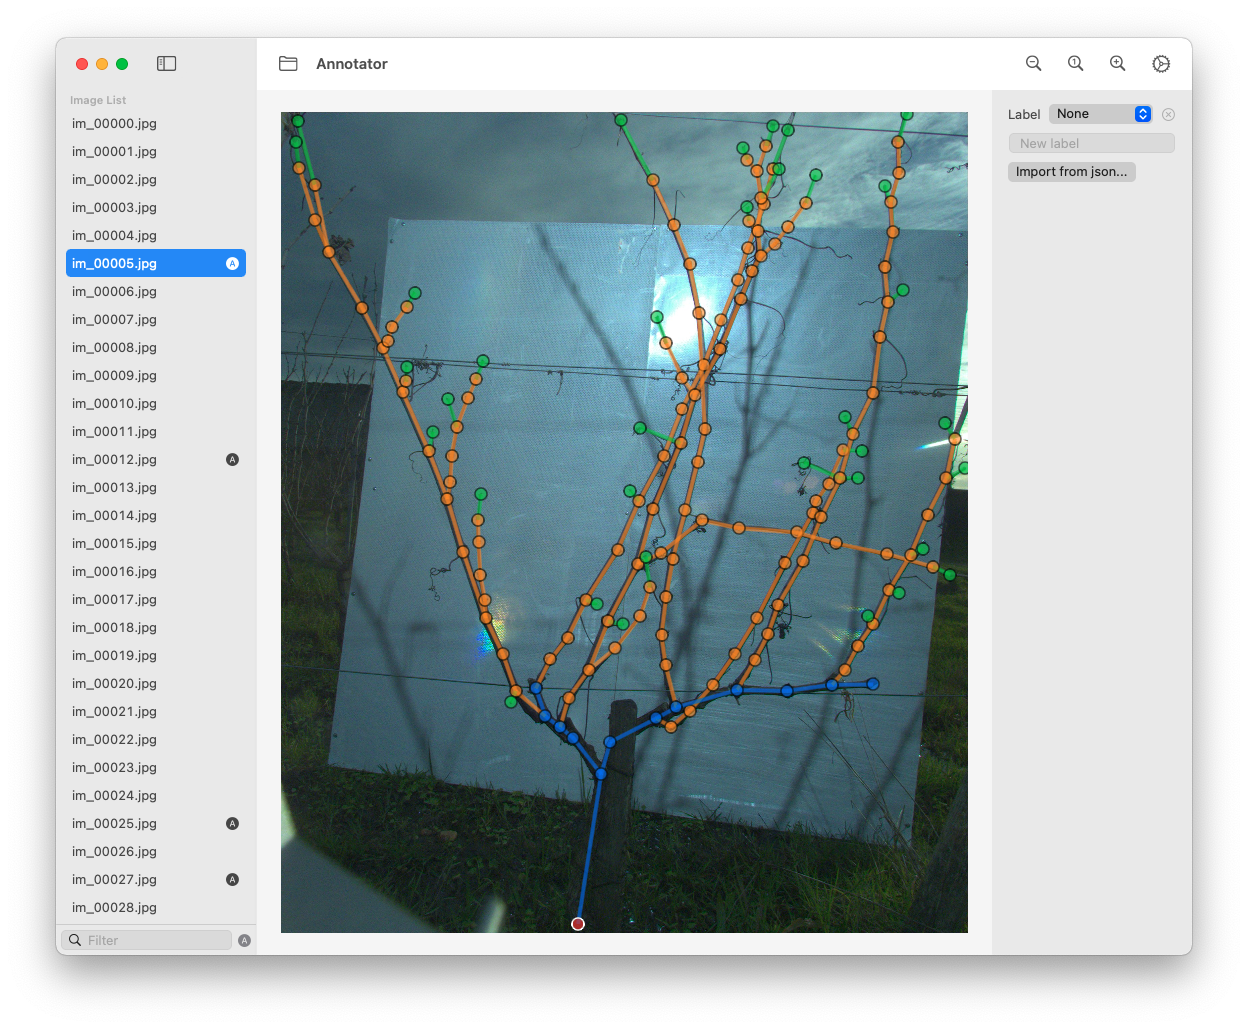 Annotator
1
Image List
im_00000.jpg
im_00001.jpg
im_00002.jpg
im_00003.jpg
im_00004.jpg
im_00005.jpg A
im_00006.jpg
im_00007.jpg
im_00008.jpg
im_00009.jpg
im_00010.jpg
im_00011.jpg
im_00012.jpg A
im_00013.jpg
im_00014.jpg
im_00015.jpg
im_00016.jpg
im_00017.jpg
im_00018.jpg
im_00019.jpg
im_00020.jpg
im_00021.jpg
im_00022.jpg
im_00023.jpg
im_00024.jpg
im_00025.jpg A
im_00026.jpg
im_00027.jpg A
im_00028.jpg
Filter A
Label None
New label
Import from json...